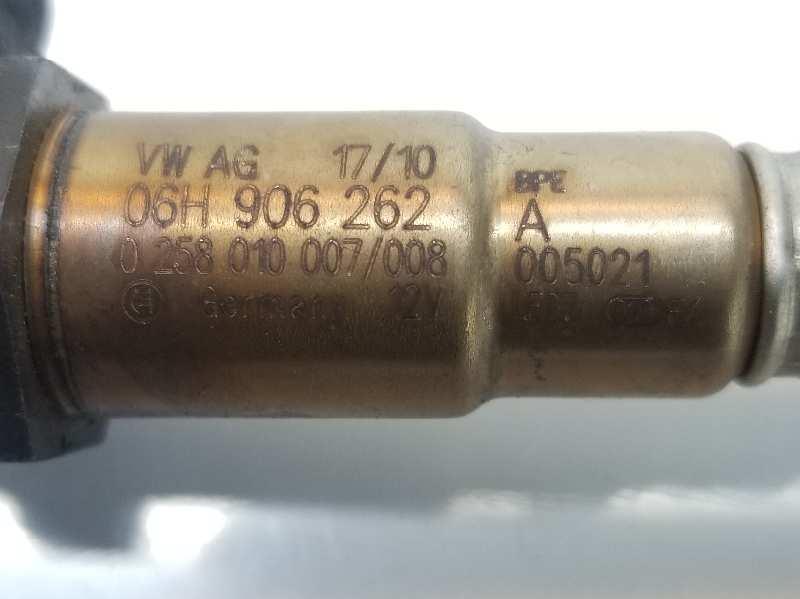 VW AG 17/10
06H 906 262
0 258 010 007/008
Germany 12V
BPE
A
005021